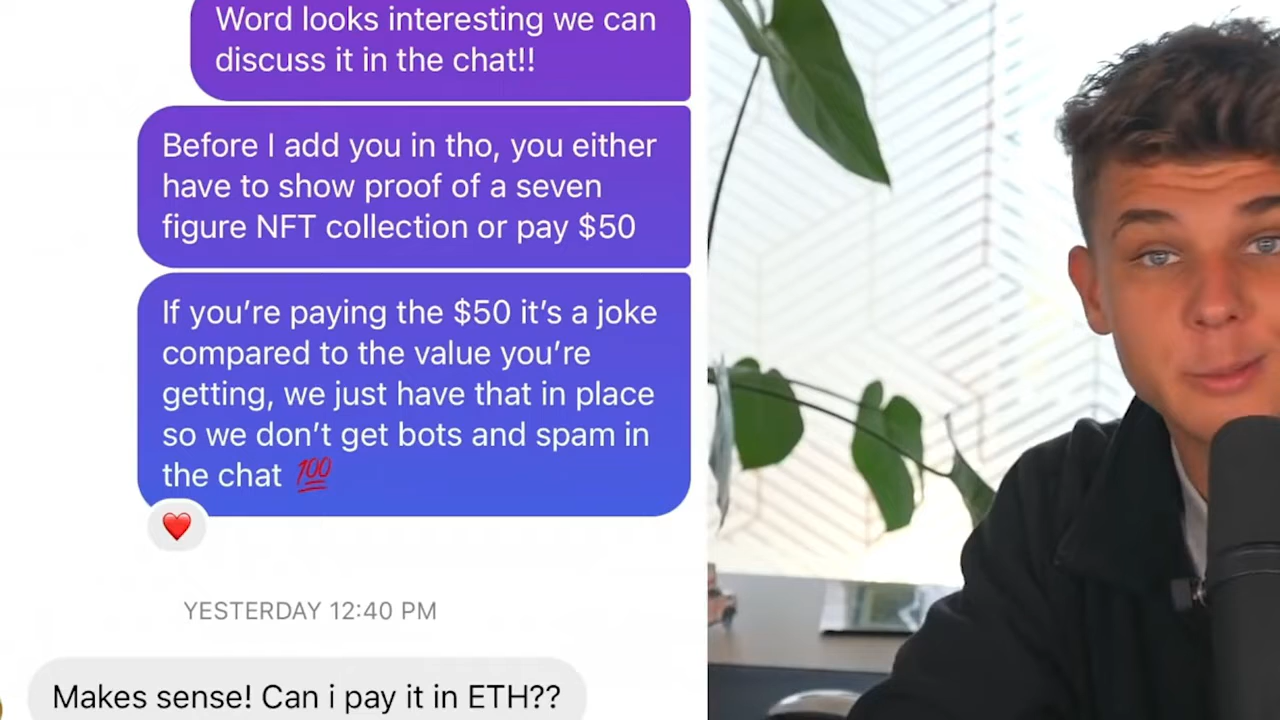 Word looks interesting we can
discuss it in the chat!!
Before I add you in tho, you either
have to show proof of a seven
figure NFT collection or pay $50
If you’re paying the $50 it’s a joke
compared to the value you’re
getting, we just have that in place
so we don’t get bots and spam in
the chat 💯
YESTERDAY 12:40 PM
Makes sense! Can i pay it in ETH??